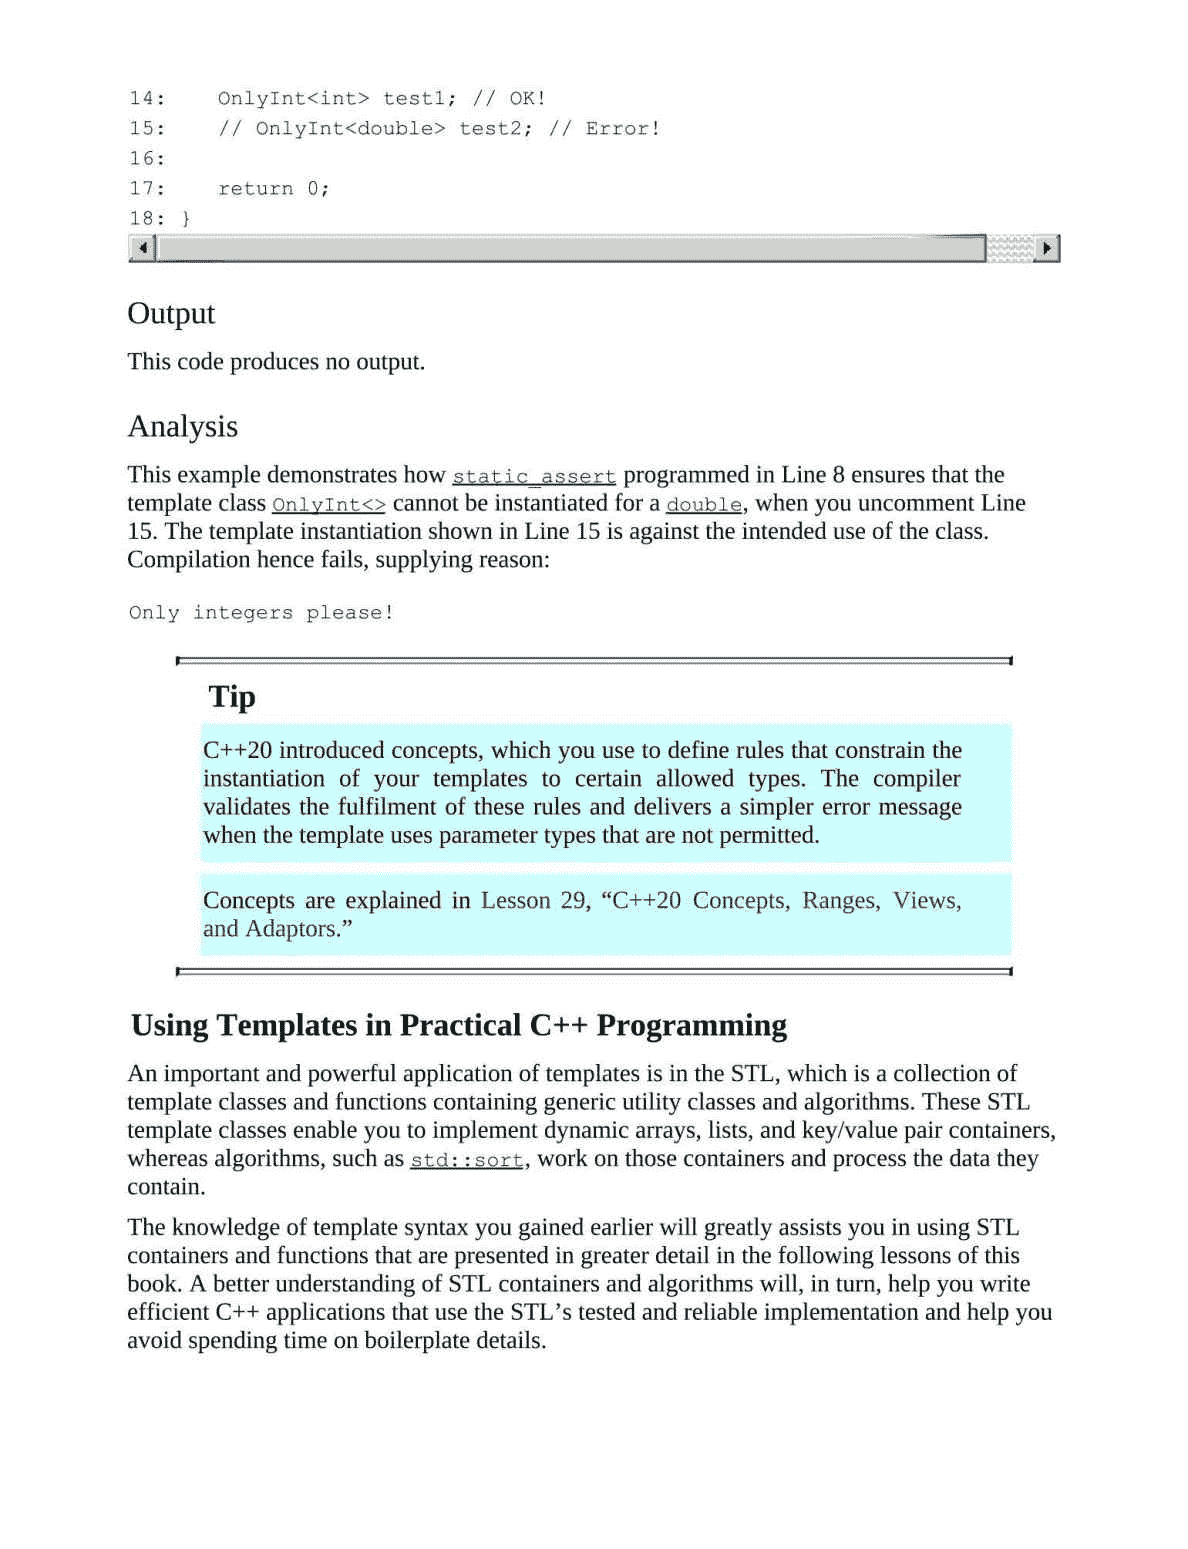 14:    OnlyInt<int> test1; // OK!
15:    // OnlyInt<double> test2; // Error!
16:
17:    return 0;
18: }
Output
This code produces no output.
Analysis
This example demonstrates how static_assert programmed in Line 8 ensures that the
template class OnlyInt<> cannot be instantiated for a double, when you uncomment Line
15. The template instantiation shown in Line 15 is against the intended use of the class.
Compilation hence fails, supplying reason:
Only integers please!
Tip
C++20 introduced concepts, which you use to define rules that constrain the
instantiation of your templates to certain allowed types. The compiler
validates the fulfilment of these rules and delivers a simpler error message
when the template uses parameter types that are not permitted.
Concepts are explained in Lesson 29, “C++20 Concepts, Ranges, Views,
and Adaptors.”
Using Templates in Practical C++ Programming
An important and powerful application of templates is in the STL, which is a collection of
template classes and functions containing generic utility classes and algorithms. These STL
template classes enable you to implement dynamic arrays, lists, and key/value pair containers,
whereas algorithms, such as std::sort, work on those containers and process the data they
contain.
The knowledge of template syntax you gained earlier will greatly assists you in using STL
containers and functions that are presented in greater detail in the following lessons of this
book. A better understanding of STL containers and algorithms will, in turn, help you write
efficient C++ applications that use the STL’s tested and reliable implementation and help you
avoid spending time on boilerplate details.